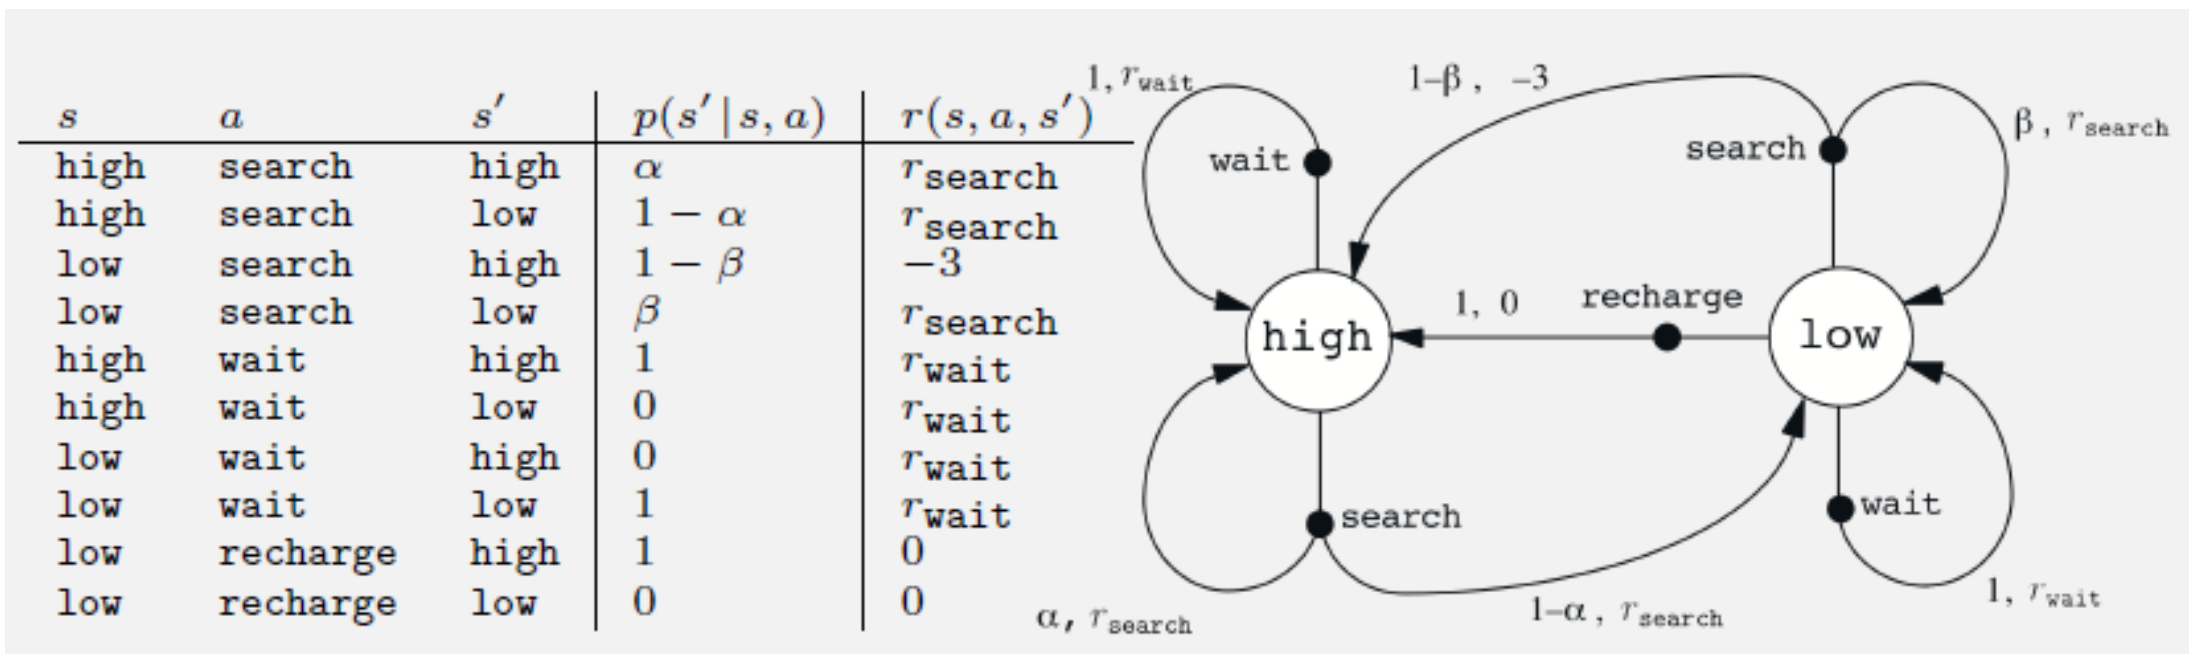 s a s′ p(s′ | s, a) r(s, a, s′)
high search high α r_search
high search low 1 − α r_search
low search high 1 − β −3
low search low β r_search
high wait high 1 r_wait
high wait low 0 r_wait
low wait high 0 r_wait
low wait low 1 r_wait
low recharge high 1 0
low recharge low 0 0
1, r_wait
1–β , –3
β , r_search
wait
search
1, 0
recharge
high
low
search
wait
α, r_search
1–α , r_search
1, r_wait